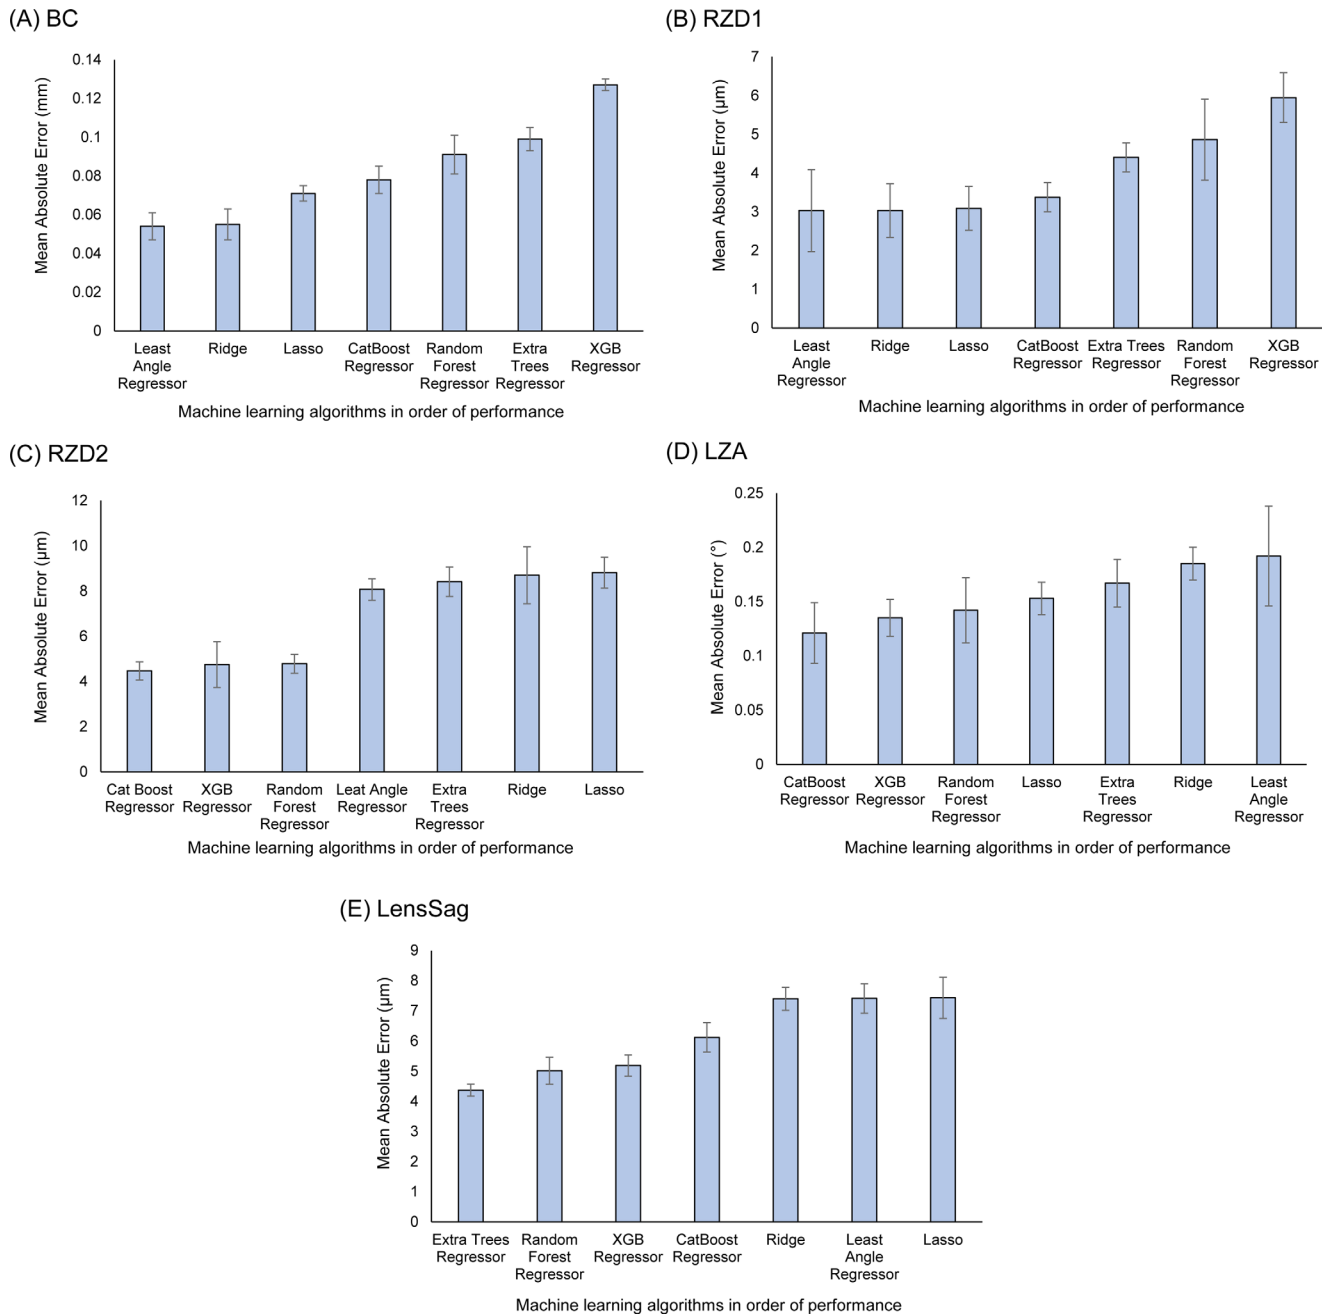 (A) BC
Mean Absolute Error (mm)
0.14
0.12
0.1
0.08
0.06
0.04
0.02
0
Least
Angle
Regressor
Ridge
Lasso
CatBoost
Regressor
Random
Forest
Regressor
Extra
Trees
Regressor
XGB
Regressor
Machine learning algorithms in order of performance
(B) RZD1
Mean Absolute Error (µm)
7
6
5
4
3
2
1
0
Least
Angle
Regressor
Ridge
Lasso
CatBoost
Regressor
Extra Trees
Regressor
Random
Forest
Regressor
XGB
Regressor
Machine learning algorithms in order of performance
(C) RZD2
Mean Absolute Error (µm)
12
10
8
6
4
2
0
Cat Boost
Regressor
XGB
Regressor
Random
Forest
Regressor
Leat Angle
Regressor
Extra
Trees
Regressor
Ridge
Lasso
Machine learning algorithms in order of performance
(D) LZA
Mean Absolute Error (°)
0.25
0.2
0.15
0.1
0.05
0
CatBoost
Regressor
XGB
Regressor
Random
Forest
Regressor
Lasso
Extra
Trees
Regressor
Ridge
Least
Angle
Regressor
Machine learning algorithms in order of performance
(E) LensSag
Mean Absolute Error (µm)
9
8
7
6
5
4
3
2
1
0
Extra Trees
Regressor
Random
Forest
Regressor
XGB
Regressor
CatBoost
Regressor
Ridge
Least
Angle
Regressor
Lasso
Machine learning algorithms in order of performance